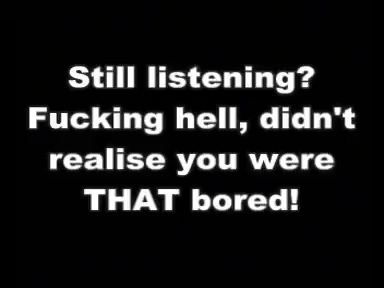 Still listening?
Fucking hell, didn't
realise you were
THAT bored!